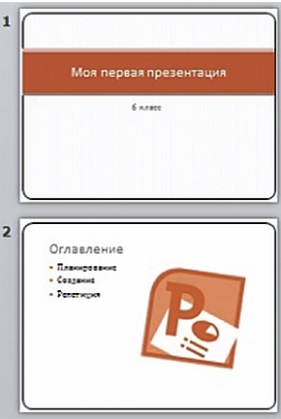 1
Моя первая презентация
6 класс
2
Оглавление
• Планирование
• Создание
• Репетиция
P